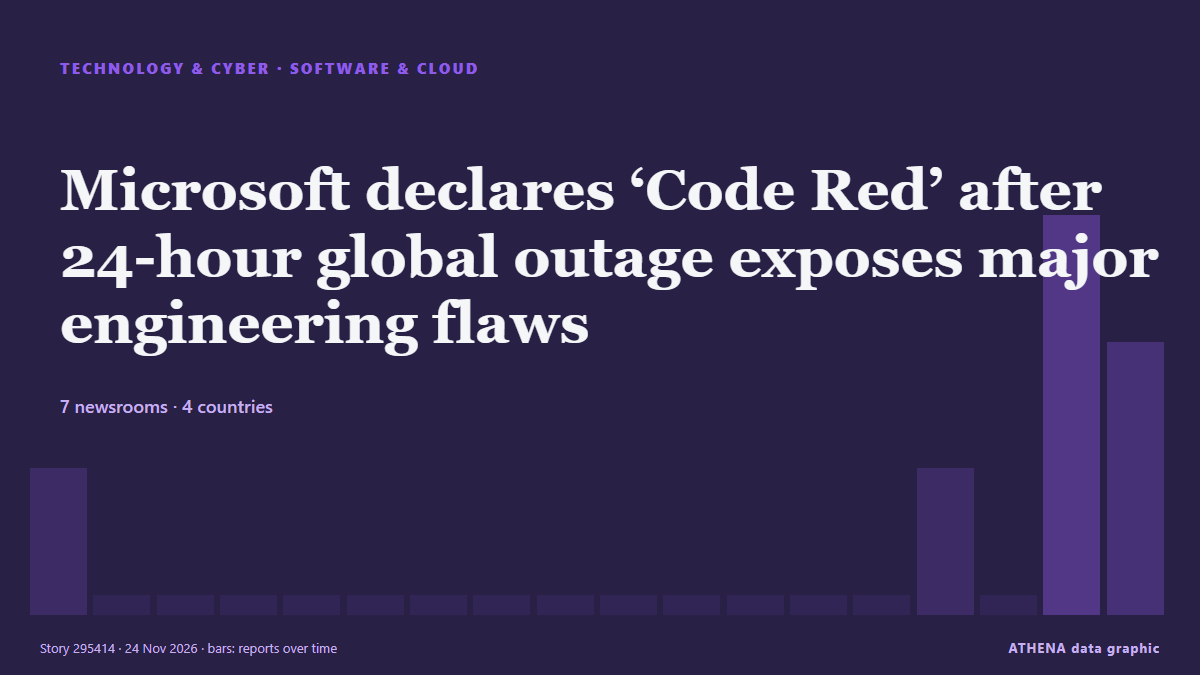 TECHNOLOGY & CYBER · SOFTWARE & CLOUD
Microsoft declares ‘Code Red’ after
24-hour global outage exposes major
engineering flaws
7 newsrooms · 4 countries
Story 295414 · 24 Nov 2026 · bars: reports over time
ATHENA data graphic